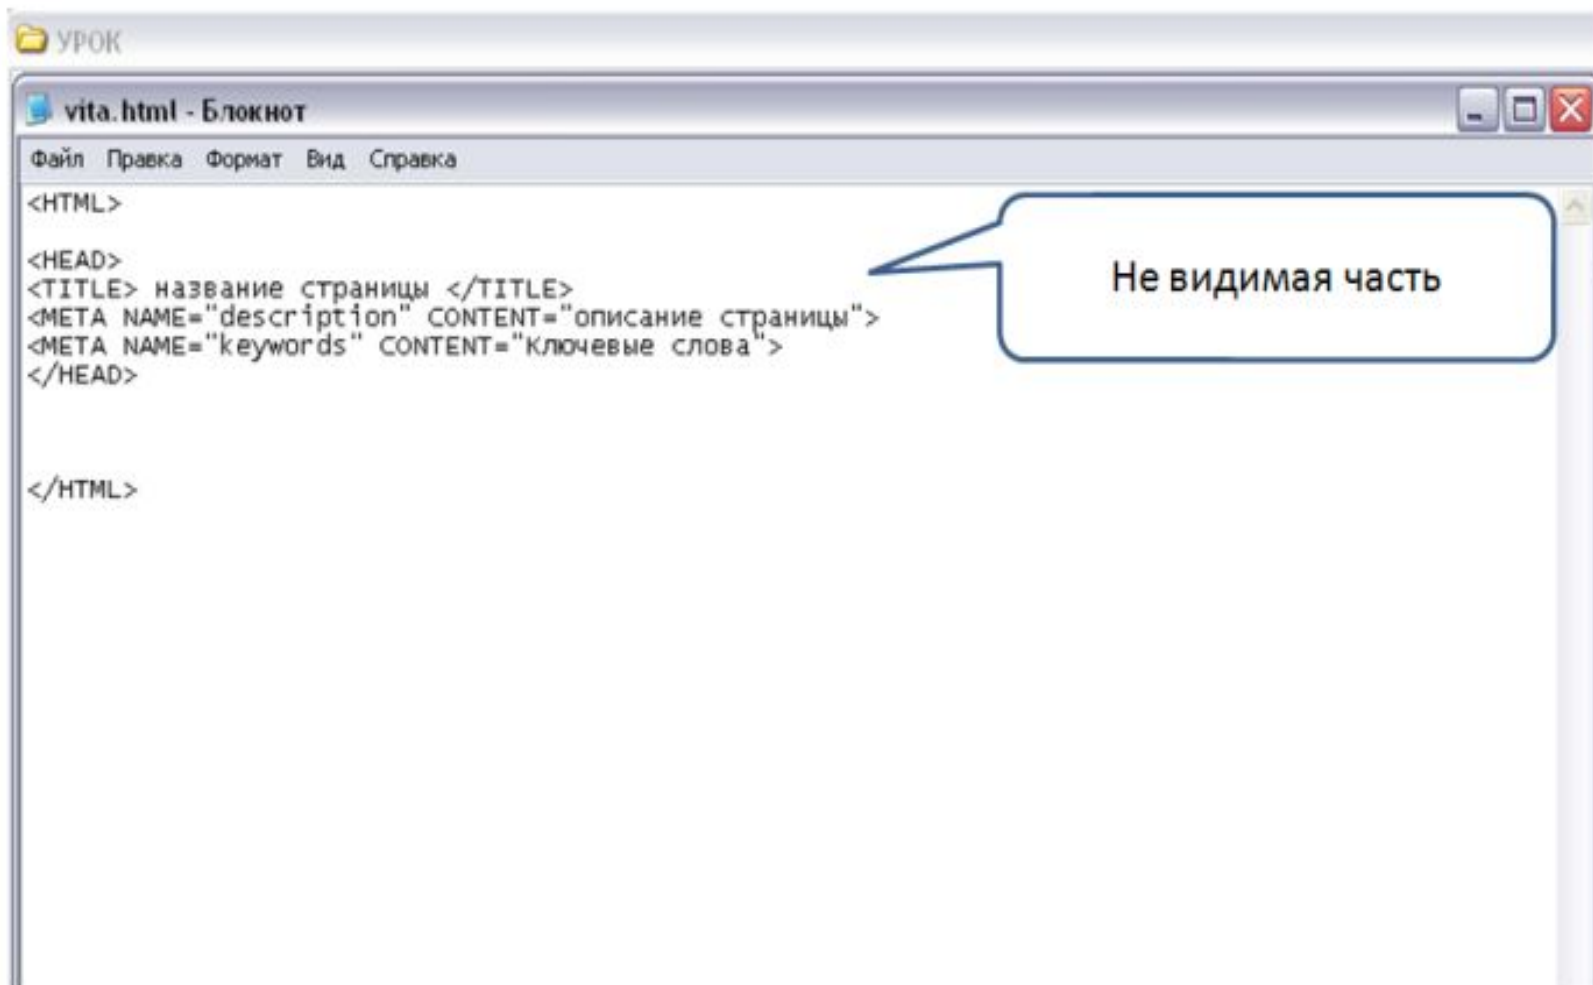 УРОК
vita.html - Блокнот
Файл Правка Формат Вид Справка
<HTML>
<HEAD>
<TITLE> название страницы </TITLE>
<META NAME="description" CONTENT="описание страницы">
<META NAME="keywords" CONTENT="Ключевые слова">
</HEAD>
</HTML>
Не видимая часть